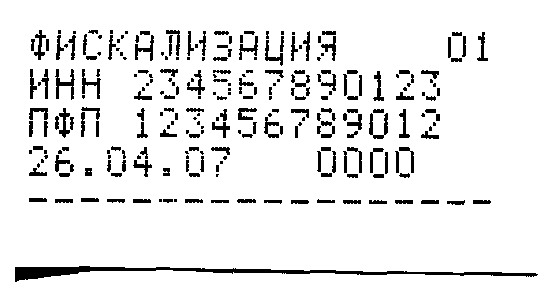 ФИСКАЛИЗАЦИЯ 01
ИНН 234567890123
ПФП 123456789012
26.04.07 0000
------------------